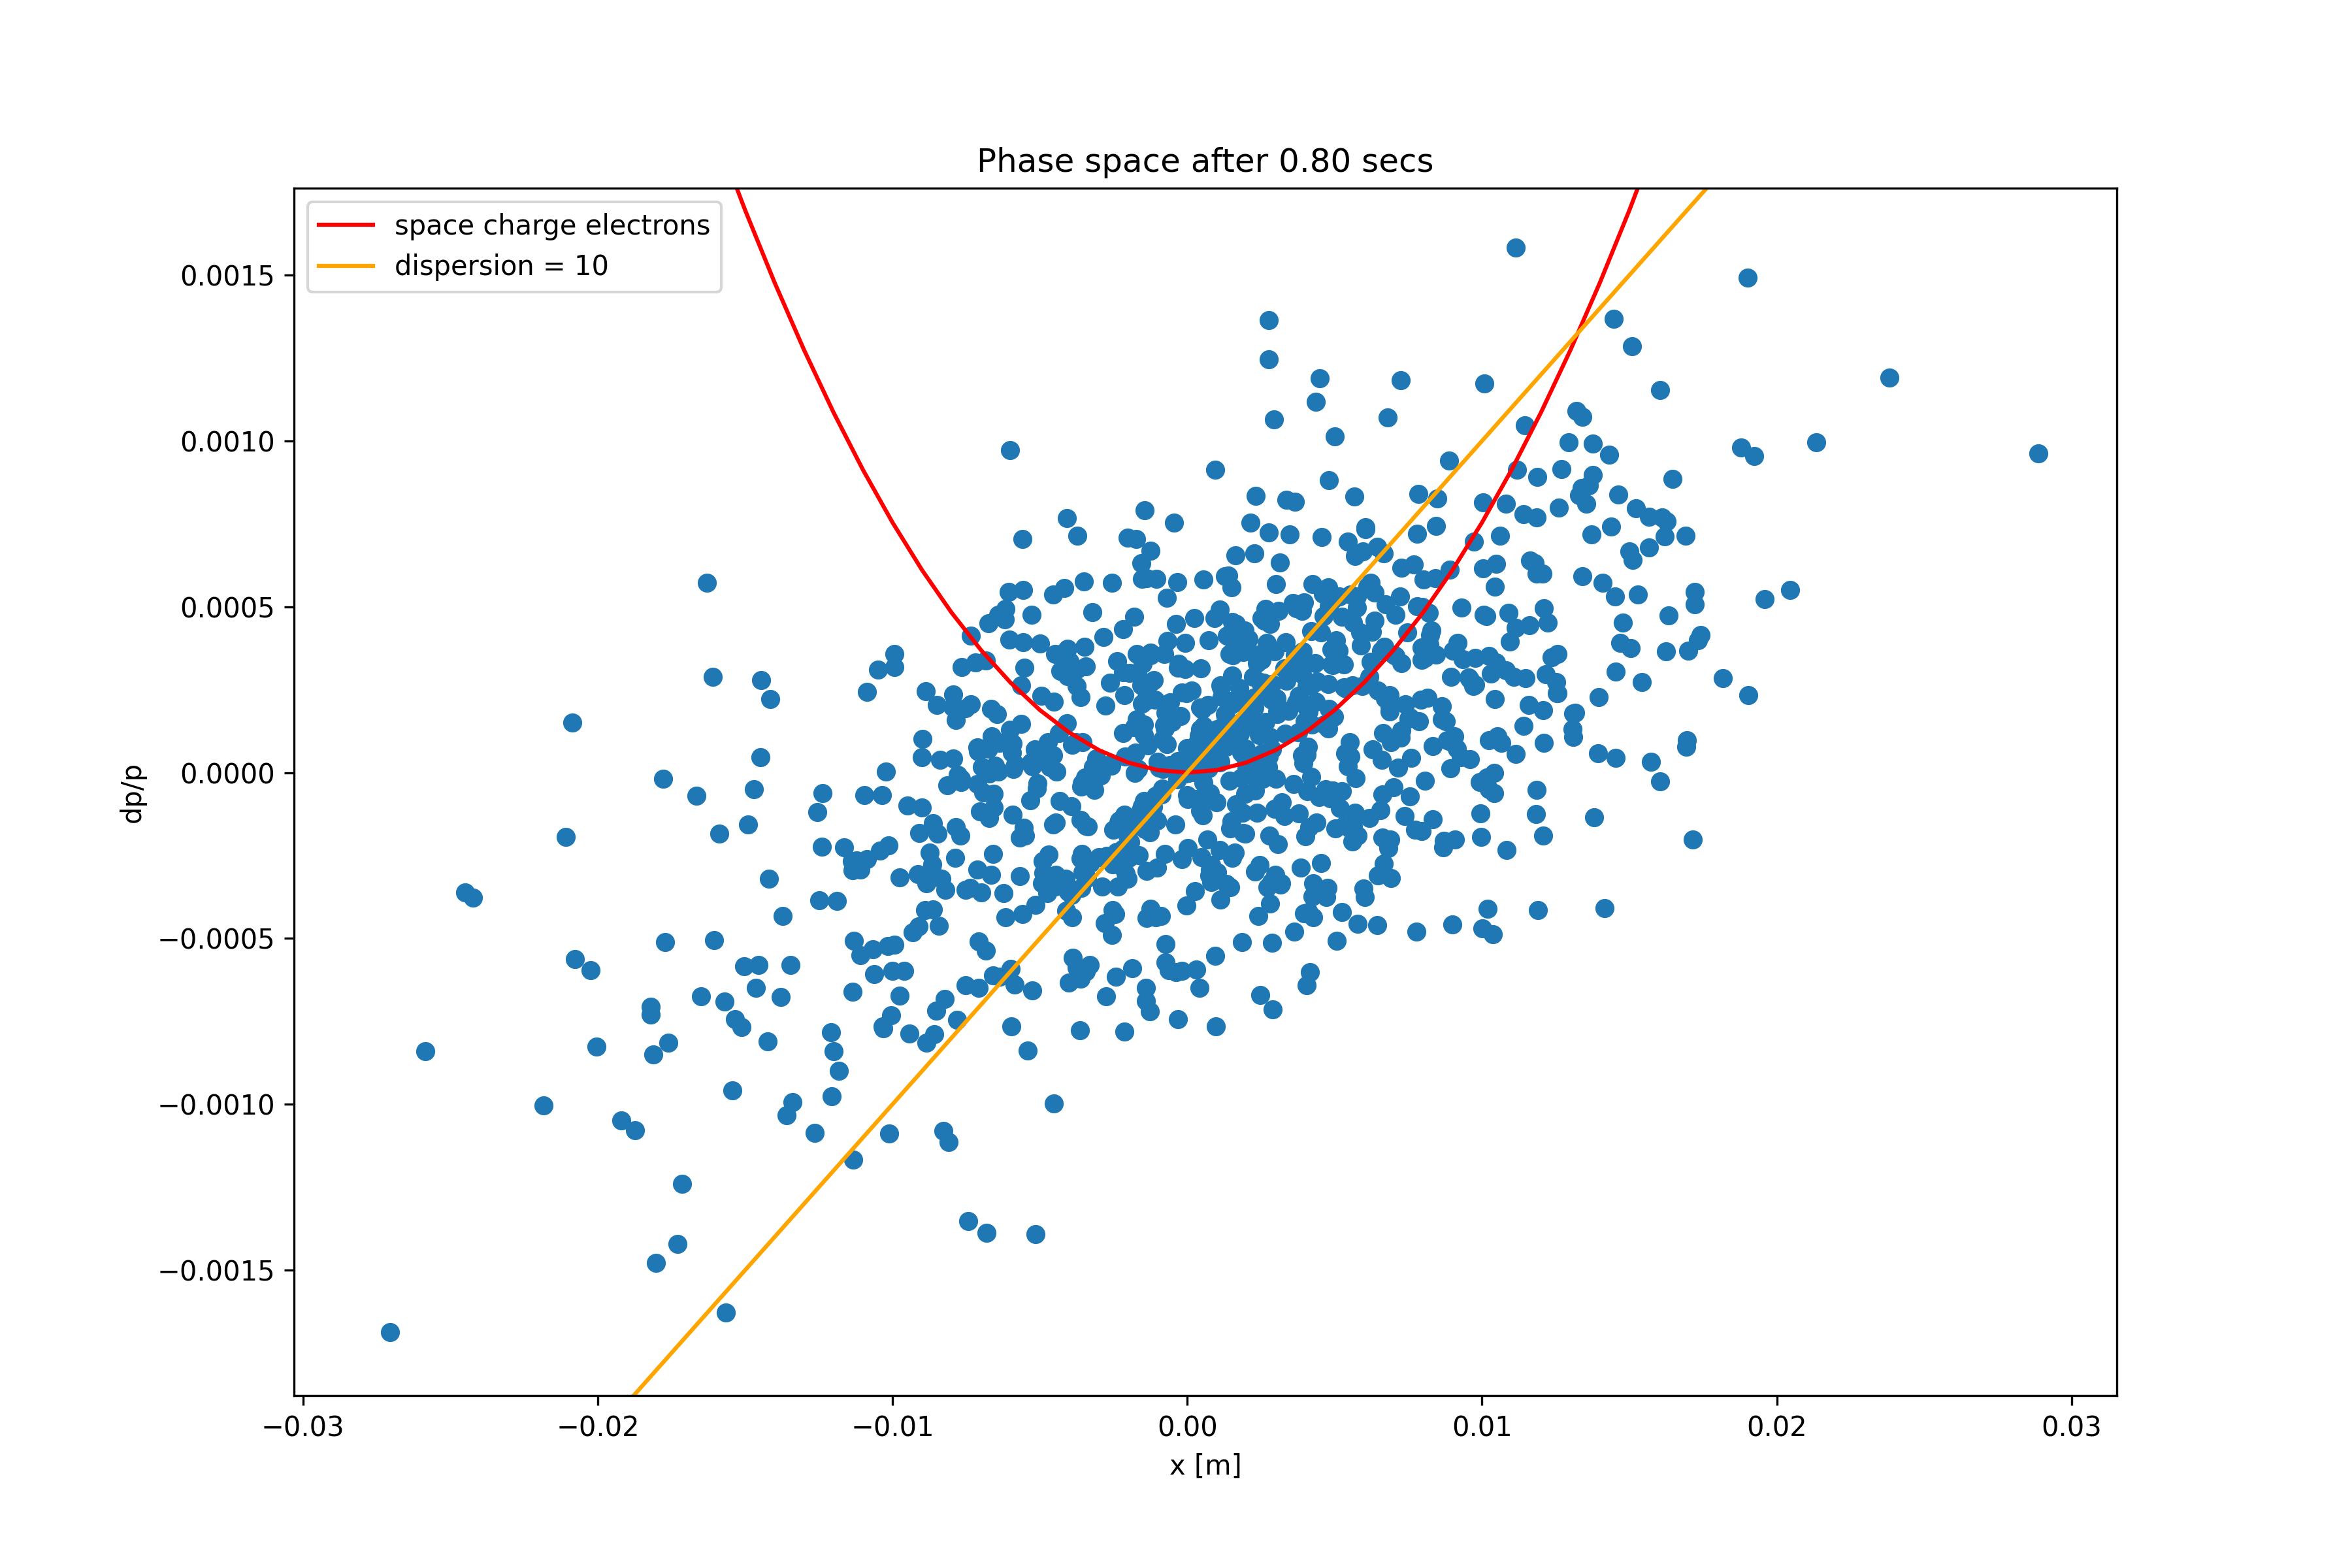 Phase space after 0.80 secs
space charge electrons
dispersion = 10
0.0015
0.0010
0.0005
0.0000
−0.0005
−0.0010
−0.0015
dp/p
−0.03 −0.02 −0.01 0.00 0.01 0.02 0.03
x [m]